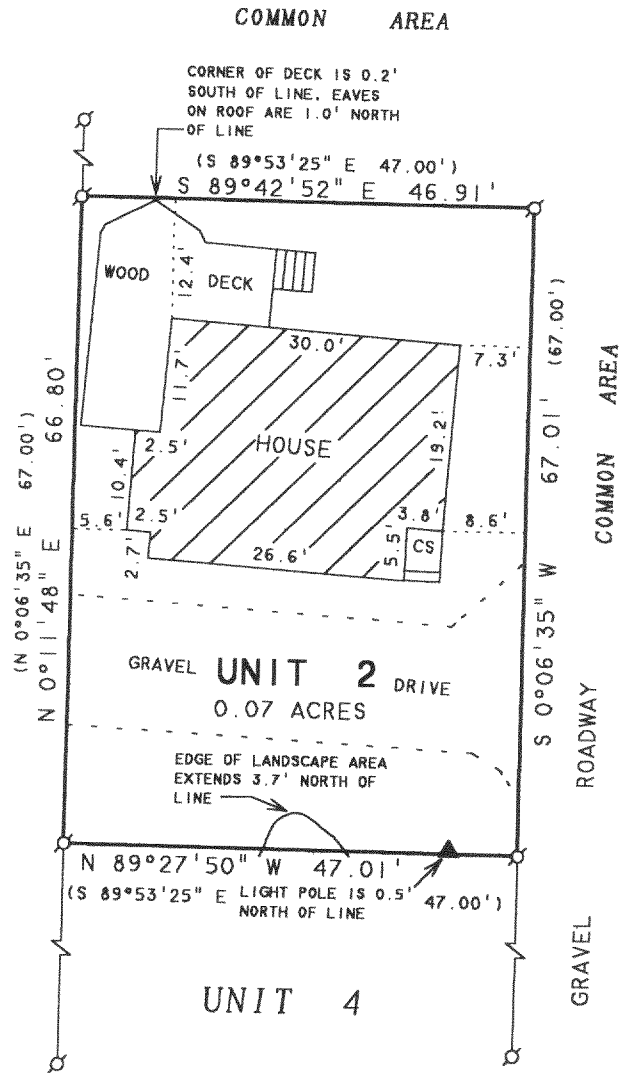 COMMON AREA
CORNER OF DECK IS 0.2'
SOUTH OF LINE, EAVES
ON ROOF ARE 1.0' NORTH
OF LINE
(S 89°53'25" E 47.00')
S 89°42'52" E 46.91'
WOOD
12.4'
DECK
30.0'
7.3'
11.7'
HOUSE
19.2'
2.5'
10.4'
2.5'
5.6'
3.8'
8.6'
5.5
CS
26.6'
2.7'
(N 0°06'35" E 67.00')
N 0°11'48" E 66.80'
S 0°06'35" W 67.01' (67.00')
COMMON AREA
GRAVEL UNIT 2 DRIVE
0.07 ACRES
EDGE OF LANDSCAPE AREA
EXTENDS 3.7' NORTH OF
LINE
N 89°27'50" W 47.01'
(S 89°53'25" E 47.00')
LIGHT POLE IS 0.5'
NORTH OF LINE
GRAVEL ROADWAY
UNIT 4